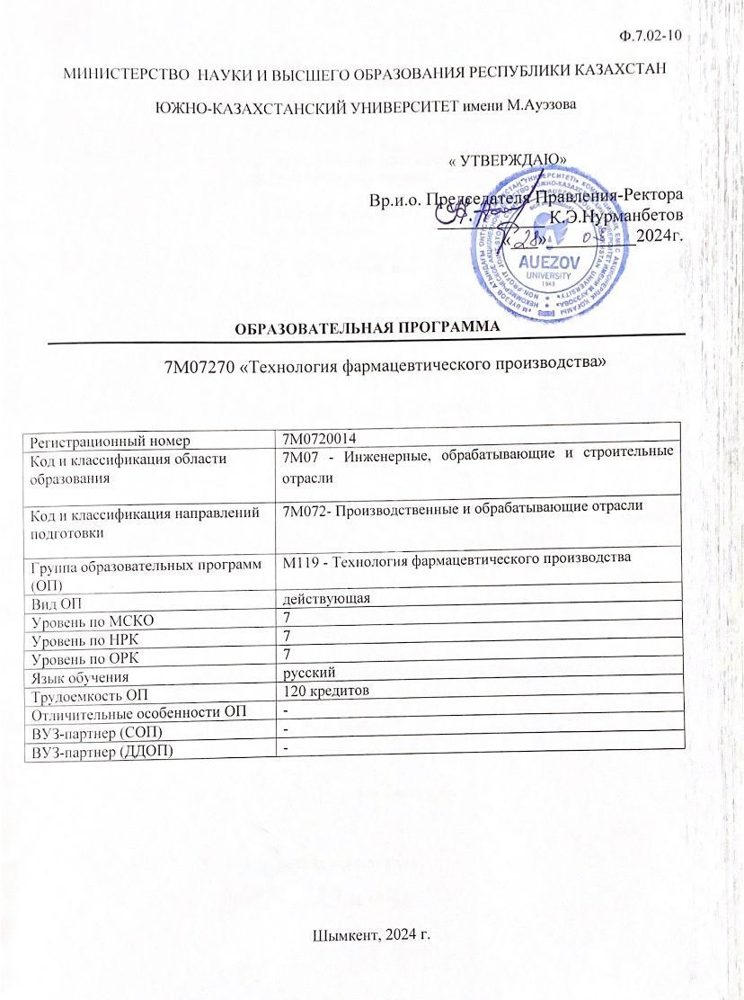 Ф.7.02-10
МИНИСТЕРСТВО НАУКИ И ВЫСШЕГО ОБРАЗОВАНИЯ РЕСПУБЛИКИ КАЗАХСТАН
ЮЖНО-КАЗАХСТАНСКИЙ УНИВЕРСИТЕТ имени М.Ауэзова
« УТВЕРЖДАЮ»
Вр.и.о. Председателя Правления-Ректора
К.Э.Нурманбетов
«28» 2024г.
AUEZOV
UNIVERSITY
1943
ОБРАЗОВАТЕЛЬНАЯ ПРОГРАММА
7М07270 «Технология фармацевтического производства»
Регистрационный номер 7М0720014
Код и классификация области образования 7М07 - Инженерные, обрабатывающие и строительные отрасли
Код и классификация направлений подготовки 7М072- Производственные и обрабатывающие отрасли
Группа образовательных программ (ОП) М119 - Технология фармацевтического производства
Вид ОП действующая
Уровень по МСКО 7
Уровень по НРК 7
Уровень по ОРК 7
Язык обучения русский
Трудоемкость ОП 120 кредитов
Отличительные особенности ОП -
ВУЗ-партнер (СОП) -
ВУЗ-партнер (ДДОП) -
Шымкент, 2024 г.